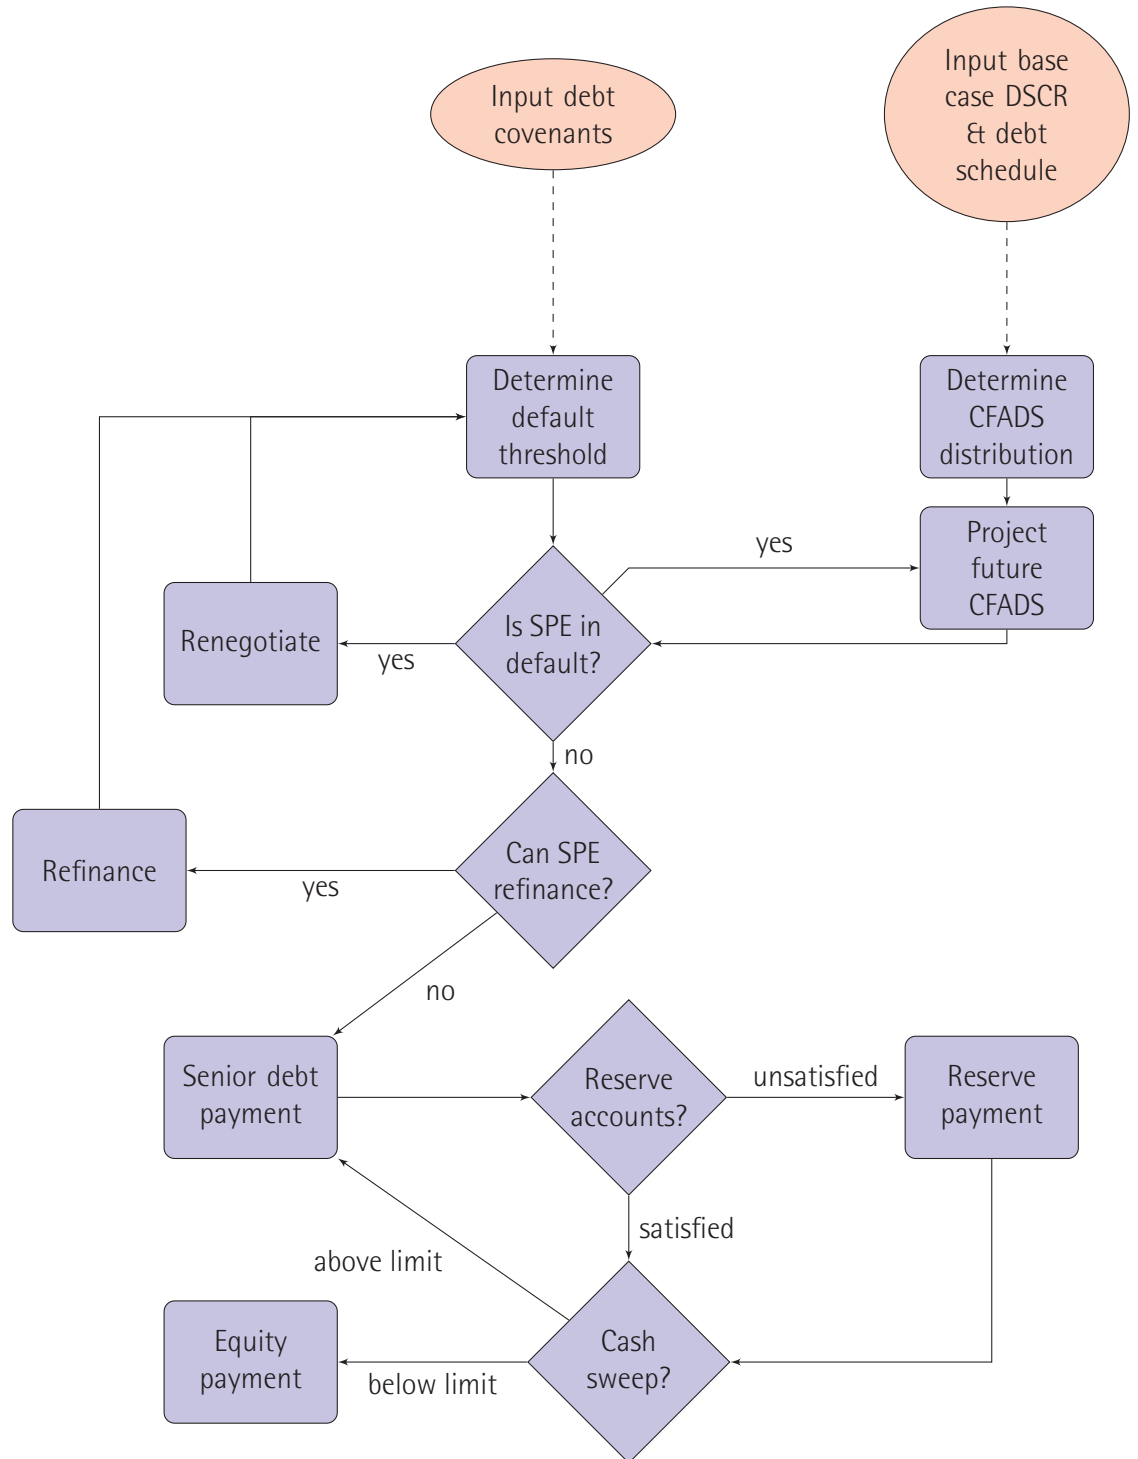 Input debt
covenants
Input base
case DSCR
& debt
schedule
Determine
default
threshold
Determine
CFADS
distribution
Project
future
CFADS
yes
Is SPE in
default?
Renegotiate
yes
no
Can SPE
refinance?
Refinance
yes
no
Senior debt
payment
Reserve
accounts?
unsatisfied
Reserve
payment
satisfied
above limit
Equity
payment
below limit
Cash
sweep?